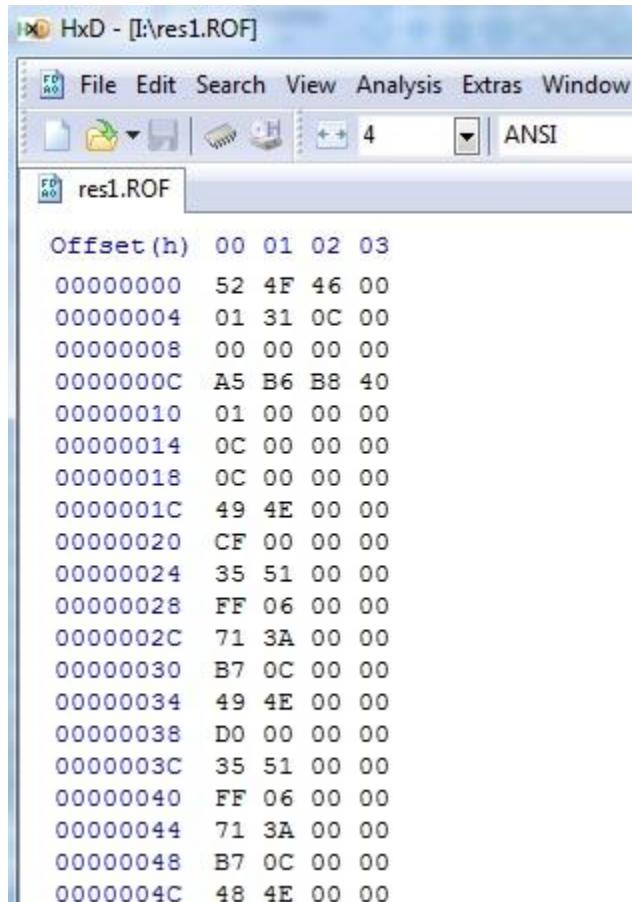 HxD - [I:\res1.ROF]
File Edit Search View Analysis Extras Window
4 ANSI
res1.ROF
Offset(h) 00 01 02 03
00000000 52 4F 46 00
00000004 01 31 0C 00
00000008 00 00 00 00
0000000C A5 B6 B8 40
00000010 01 00 00 00
00000014 0C 00 00 00
00000018 0C 00 00 00
0000001C 49 4E 00 00
00000020 CF 00 00 00
00000024 35 51 00 00
00000028 FF 06 00 00
0000002C 71 3A 00 00
00000030 B7 0C 00 00
00000034 49 4E 00 00
00000038 D0 00 00 00
0000003C 35 51 00 00
00000040 FF 06 00 00
00000044 71 3A 00 00
00000048 B7 0C 00 00
0000004C 48 4E 00 00